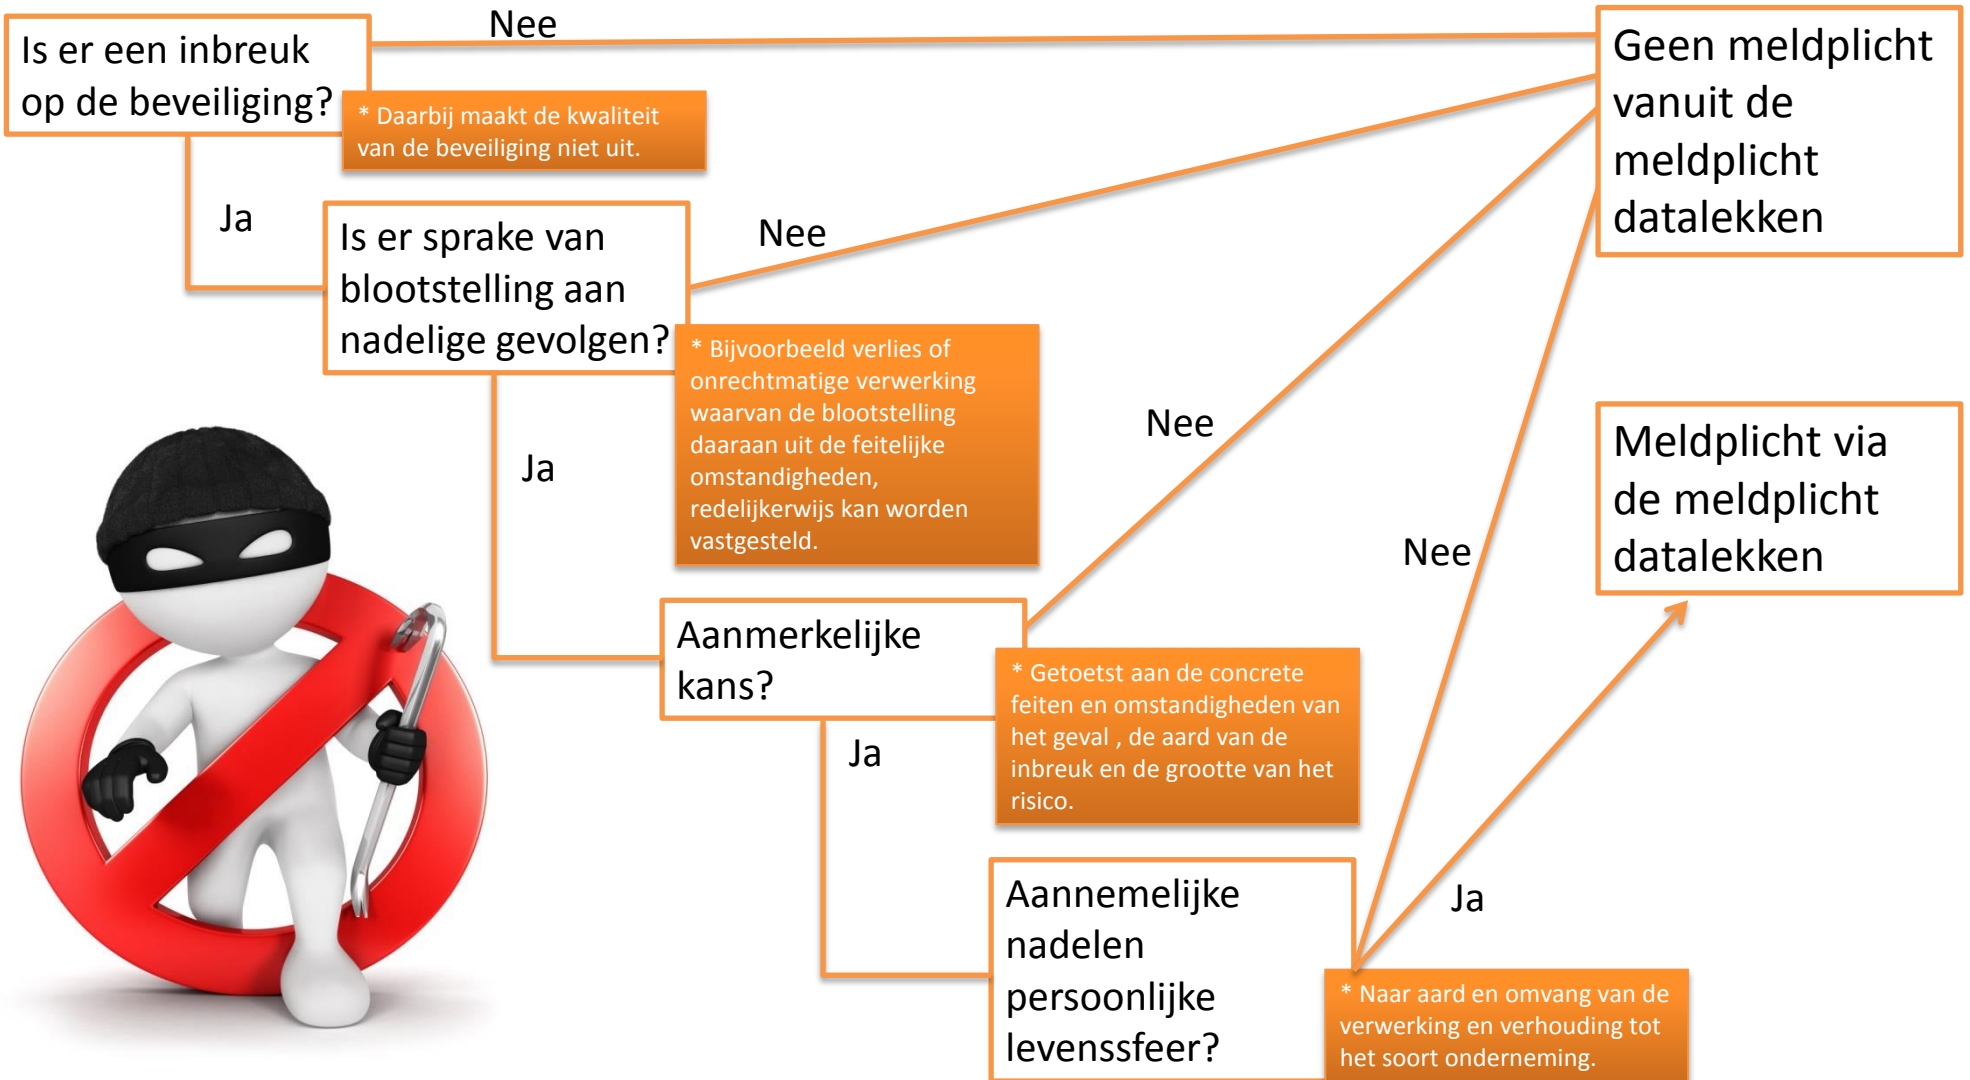 Is er een inbreuk
op de beveiliging?
Nee
* Daarbij maakt de kwaliteit
van de beveiliging niet uit.
Geen meldplicht
vanuit de
meldplicht
datalekken
Ja
Is er sprake van
blootstelling aan
nadelige gevolgen?
Nee
* Bijvoorbeeld verlies of
onrechtmatige verwerking
waarvan de blootstelling
daaraan uit de feitelijke
omstandigheden,
redelijkerwijs kan worden
vastgesteld.
Ja
Aanmerkelijke
kans?
Nee
* Getoetst aan de concrete
feiten en omstandigheden van
het geval , de aard van de
inbreuk en de grootte van het
risico.
Ja
Aannemelijke
nadelen
persoonlijke
levenssfeer?
Nee
* Naar aard en omvang van de
verwerking en verhouding tot
het soort onderneming.
Ja
Meldplicht via
de meldplicht
datalekken